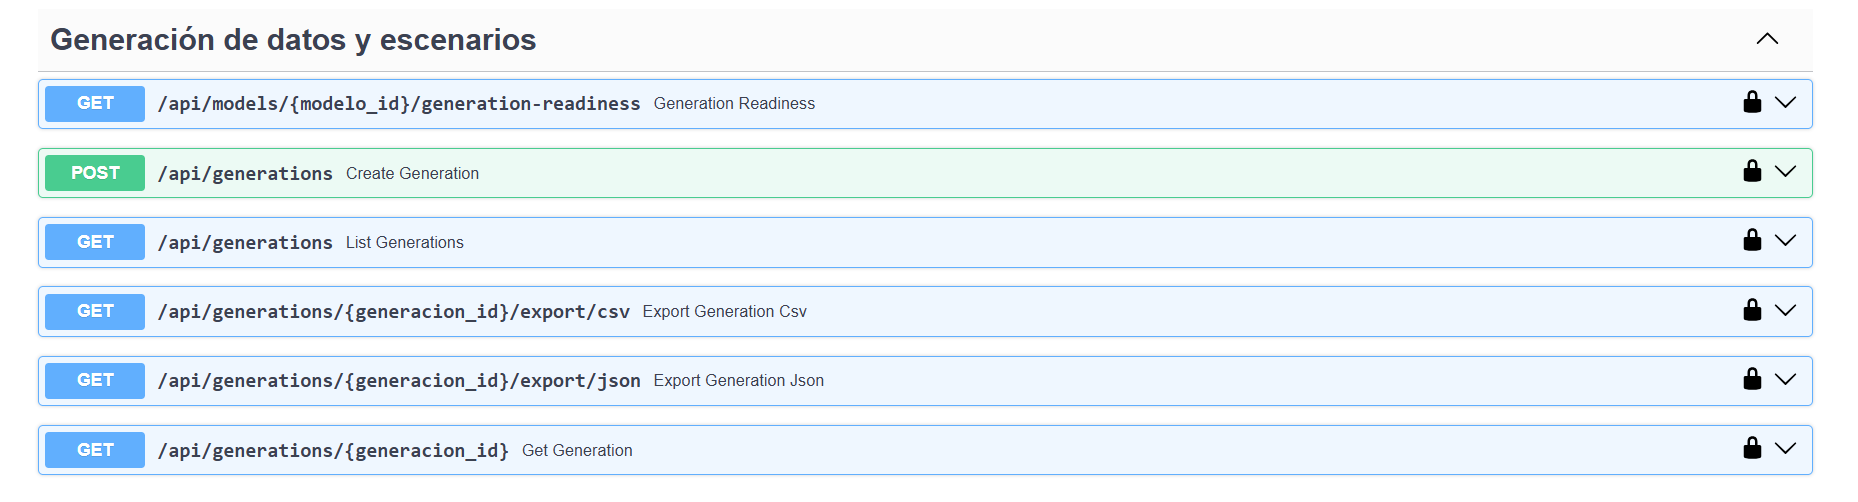 Generación de datos y escenarios
GET /api/models/{modelo_id}/generation-readiness Generation Readiness
POST /api/generations Create Generation
GET /api/generations List Generations
GET /api/generations/{generacion_id}/export/csv Export Generation Csv
GET /api/generations/{generacion_id}/export/json Export Generation Json
GET /api/generations/{generacion_id} Get Generation